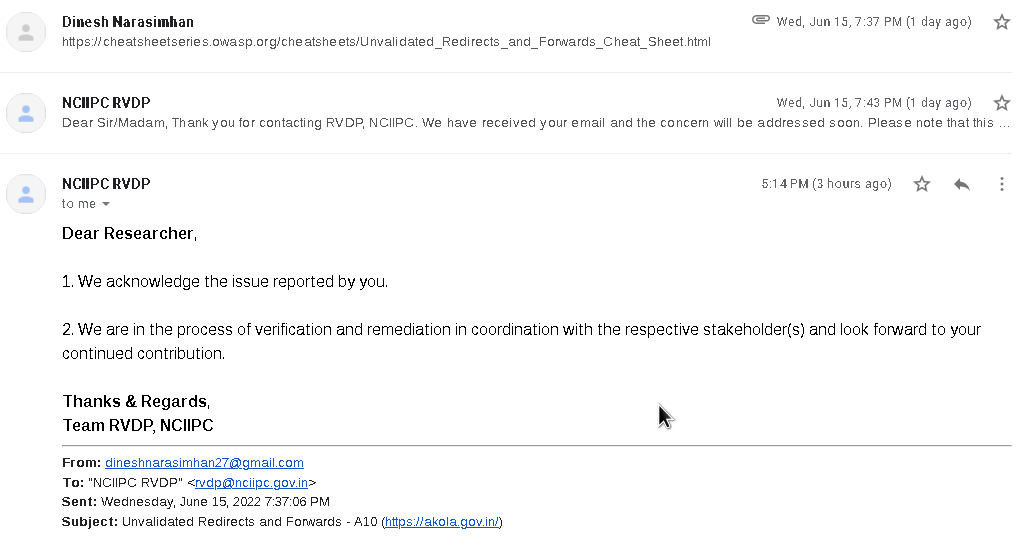 Dinesh Narasimhan
Wed, Jun 15, 7:37 PM (1 day ago)
https://cheatsheetseries.owasp.org/cheatsheets/Unvalidated_Redirects_and_Forwards_Cheat_Sheet.html
NCIIPC RVDP
Wed, Jun 15, 7:43 PM (1 day ago)
Dear Sir/Madam, Thank you for contacting RVDP, NCIIPC. We have received your email and the concern will be addressed soon. Please note that this ...
NCIIPC RVDP
5:14 PM (3 hours ago)
to me
Dear Researcher,
1. We acknowledge the issue reported by you.
2. We are in the process of verification and remediation in coordination with the respective stakeholder(s) and look forward to your
continued contribution.
Thanks & Regards,
Team RVDP, NCIIPC
From: dineshnarasimhan27@gmail.com
To: "NCIIPC RVDP" <rvdp@nciipc.gov.in>
Sent: Wednesday, June 15, 2022 7:37:06 PM
Subject: Unvalidated Redirects and Forwards - A10 (https://akola.gov.in/)